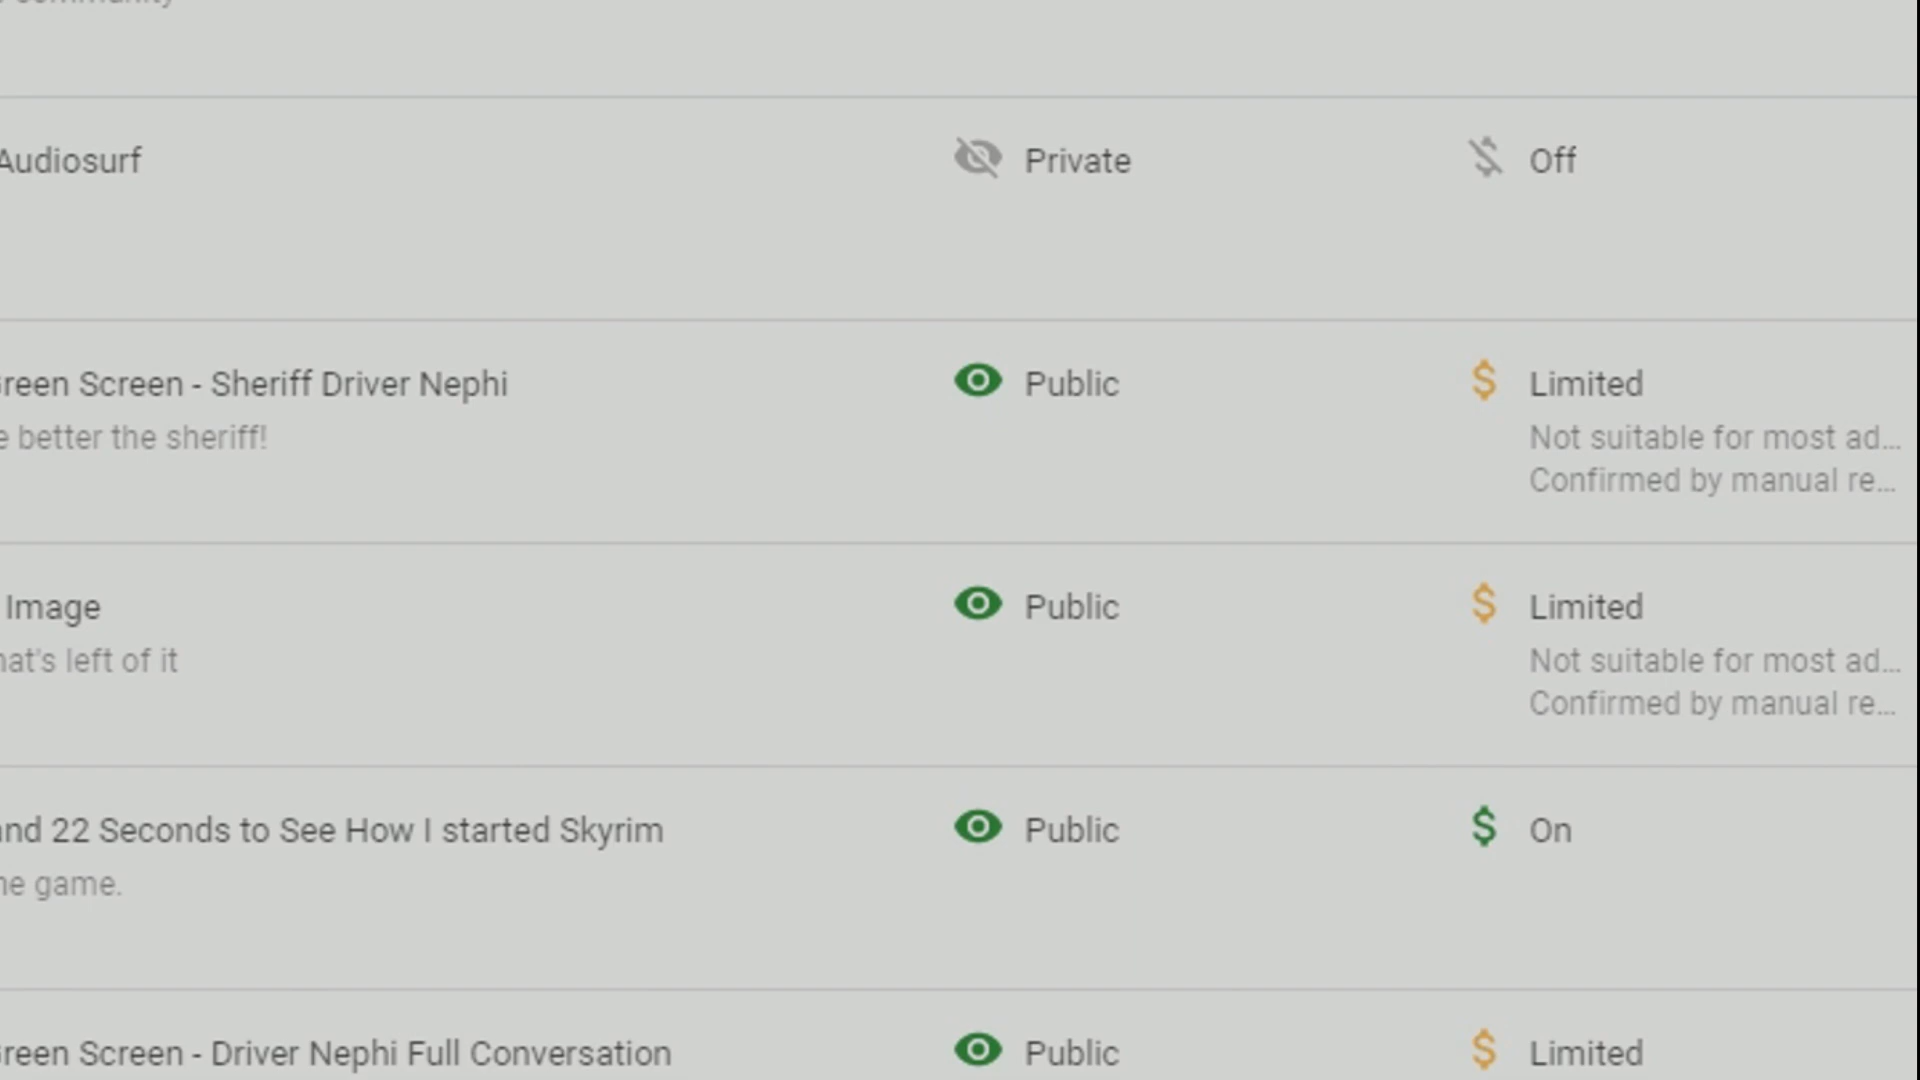 community
Audiosurf Private Off
reen Screen - Sheriff Driver Nephi Public Limited
e better the sheriff! Not suitable for most ad...
Confirmed by manual re...
Image Public Limited
hat's left of it Not suitable for most ad...
Confirmed by manual re...
and 22 Seconds to See How I started Skyrim Public On
he game.
reen Screen - Driver Nephi Full Conversation Public Limited